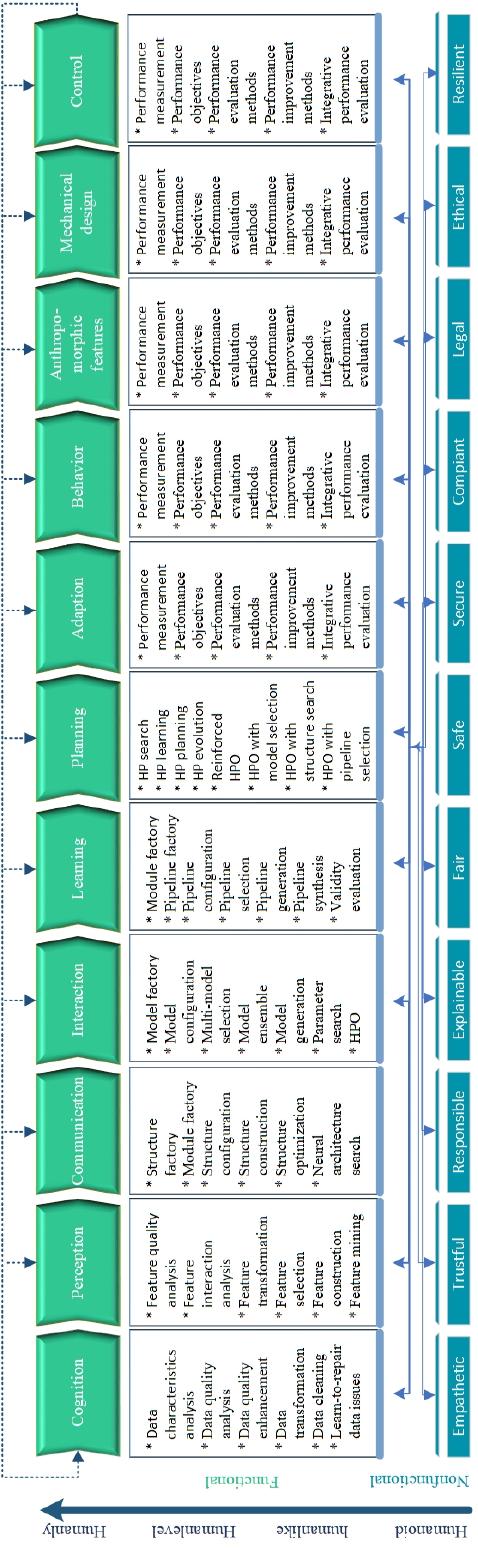 Cognition
Perception
Communication
Interaction
Learning
Planning
Adaption
Behavior
Anthropo-
morphic
features
Mechanical
design
Control
* Data
characteristics
analysis
* Data quality
analysis
* Data quality
enhancement
* Data
transformation
* Data cleaning
* Learn-to-repair
data issues
* Feature quality
analysis
* Feature
interaction
analysis
* Feature
transformation
* Feature
selection
* Feature
construction
* Feature mining
* Structure
factory
* Module factory
* Structure
configuration
* Structure
construction
* Structure
optimization
* Neural
architecture
search
* Model factory
* Model
configuration
* Multi-model
selection
* Model
ensemble
* Model
generation
* Parameter
search
* HPO
* Module factory
* Pipeline factory
* Pipeline
configuration
* Pipeline
selection
* Pipeline
generation
* Pipeline
synthesis
* Validity
evaluation
* HP search
* HP learning
* HP planning
* HP evolution
* Reinforced
HPO
* HPO with
model selection
* HPO with
structure search
* HPO with
pipeline
selection
* Performance
measurement
* Performance
objectives
* Performance
evaluation
methods
* Performance
improvement
methods
* Integrative
performance
evaluation
* Performance
measurement
* Performance
objectives
* Performance
evaluation
methods
* Performance
improvement
methods
* Integrative
performance
evaluation
* Performance
measurement
* Performance
objectives
* Performance
evaluation
methods
* Performance
improvement
methods
* Integrative
performance
evaluation
* Performance
measurement
* Performance
objectives
* Performance
evaluation
methods
* Performance
improvement
methods
* Integrative
performance
evaluation
* Performance
measurement
* Performance
objectives
* Performance
evaluation
methods
* Performance
improvement
methods
* Integrative
performance
evaluation
Empathetic
Trustful
Responsible
Explainable
Fair
Safe
Secure
Compiant
Legal
Ethical
Resilient
Functional
Nonfunctional
Humanly
Humanlevel
humanlike
Humanoid